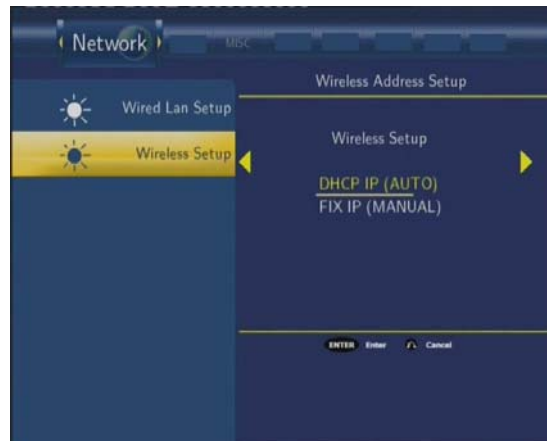 Network
MISC
Wireless Address Setup
Wired Lan Setup
Wireless Setup
Wireless Setup
DHCP IP (AUTO)
FIX IP (MANUAL)
ENTER Enter Cancel